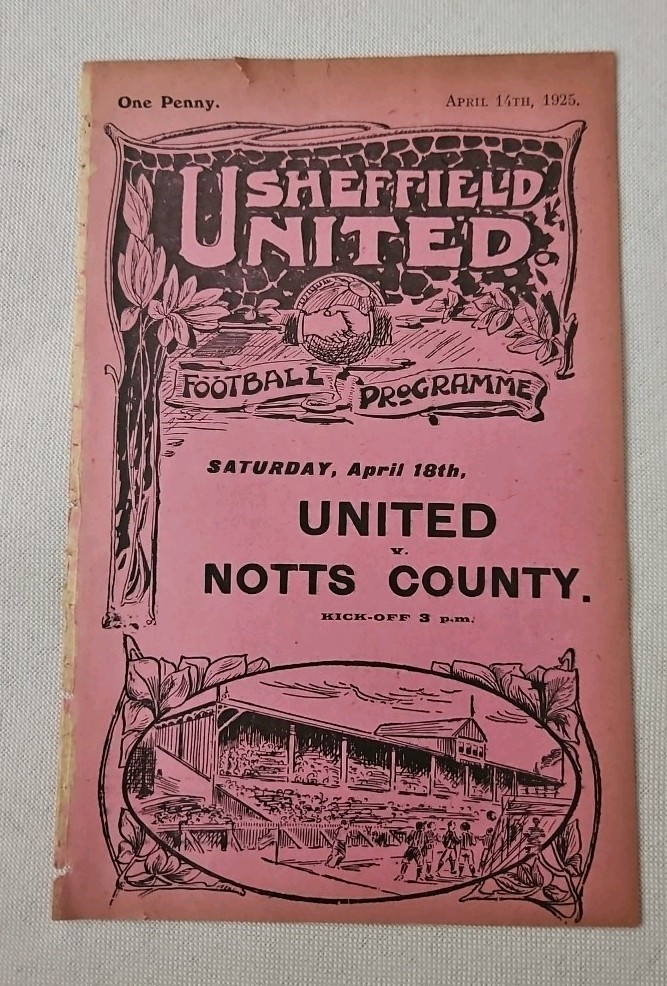 One Penny.
April 14th, 1925.
SHEFFIELD
UNITED
FOOTBALL PROGRAMME
SATURDAY, April 18th,
UNITED
v.
NOTTS COUNTY.
KICK-OFF 3 p.m.